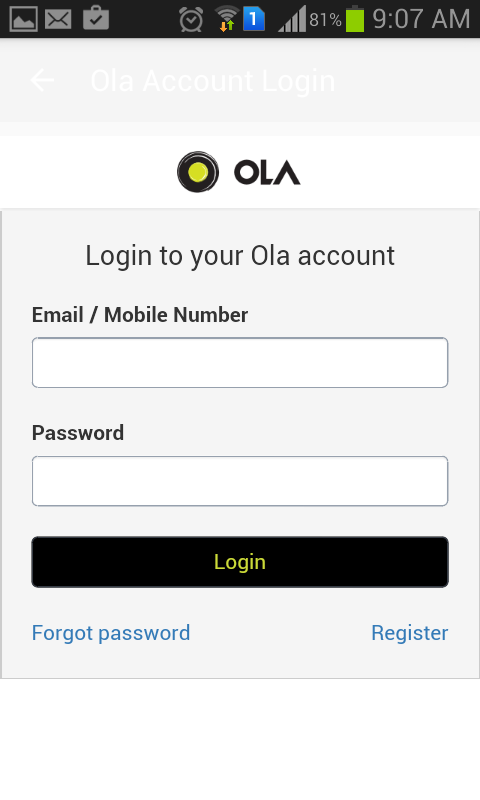 1 81% 9:07 AM
Ola Account Login
OLA
Login to your Ola account
Email / Mobile Number
Password
Login
Forgot password Register